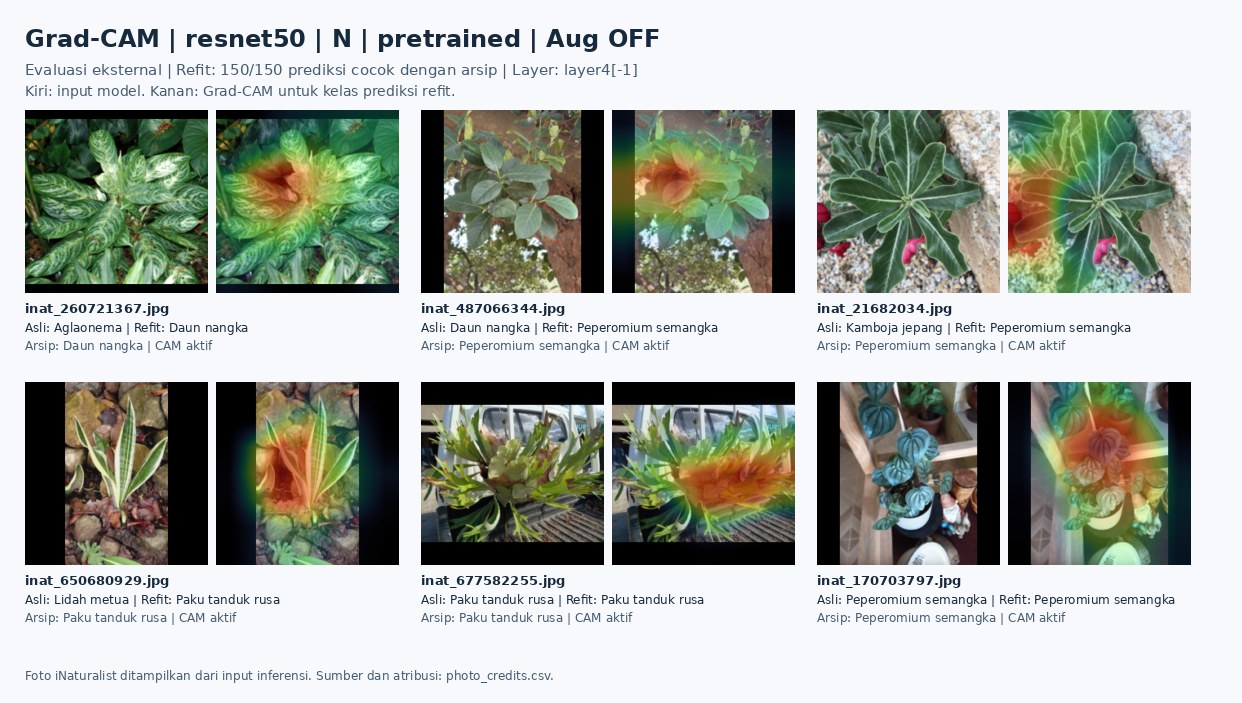 Grad-CAM | resnet50 | N | pretrained | Aug OFF
Evaluasi eksternal | Refit: 150/150 prediksi cocok dengan arsip | Layer: layer4[-1]
Kiri: input model. Kanan: Grad-CAM untuk kelas prediksi refit.
inat_260721367.jpg
Asli: Aglaonema | Refit: Daun nangka
Arsip: Daun nangka | CAM aktif
inat_487066344.jpg
Asli: Daun nangka | Refit: Peperomium semangka
Arsip: Peperomium semangka | CAM aktif
inat_21682034.jpg
Asli: Kamboja jepang | Refit: Peperomium semangka
Arsip: Peperomium semangka | CAM aktif
inat_650680929.jpg
Asli: Lidah metua | Refit: Paku tanduk rusa
Arsip: Paku tanduk rusa | CAM aktif
inat_677582255.jpg
Asli: Paku tanduk rusa | Refit: Paku tanduk rusa
Arsip: Paku tanduk rusa | CAM aktif
inat_170703797.jpg
Asli: Peperomium semangka | Refit: Peperomium semangka
Arsip: Peperomium semangka | CAM aktif
Foto iNaturalist ditampilkan dari input inferensi. Sumber dan atribusi: photo_credits.csv.